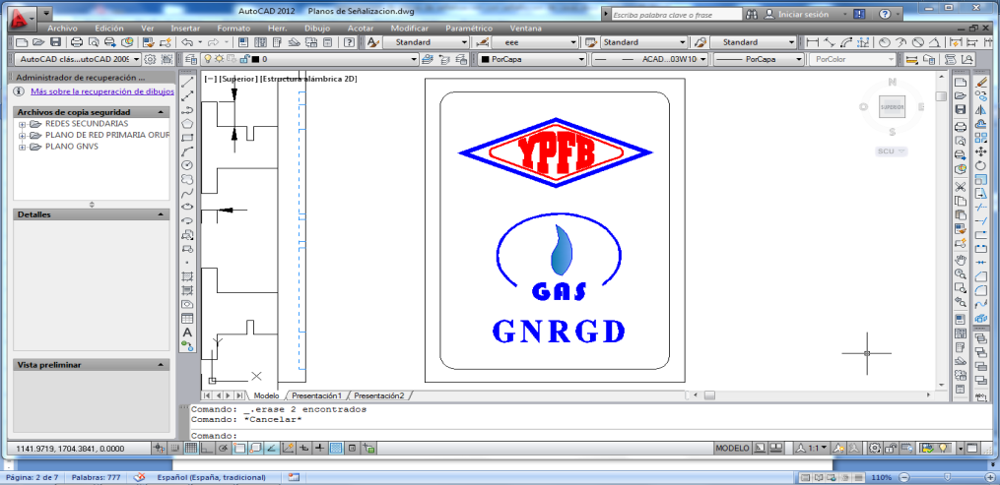 AutoCAD 2012 Planos de Señalizacion.dwg
Escriba palabra clave o frase
Iniciar sesión
Archivo Edición Ver Insertar Formato Herr. Dibujo Acotar Modificar Paramétrico Ventana
Standard eee Standard Standard
AutoCAD clás...utoCAD 2005 0 PorCapa ACAD...03W10 PorCapa PorColor
Administrador de recuperación ...
Más sobre la recuperación de dibujos
Archivos de copia seguridad
REDES SECUNDARIAS
PLANO DE RED PRIMARIA ORUR
PLANO GNVS
Detalles
Vista preliminar
[−] [Superior] [Estructura alámbrica 2D]
N
O SUPERIOR E
S
SCU
YPFB
GAS
GNRGD
Y
X
Modelo Presentación1 Presentación2
Comando: _.erase 2 encontrados
Comando: *Cancelar*
Comando:
1141.9719, 1704.3841, 0.0000
MODELO 1:1
Página: 2 de 7 Palabras: 777 Español (España, tradicional) 110%